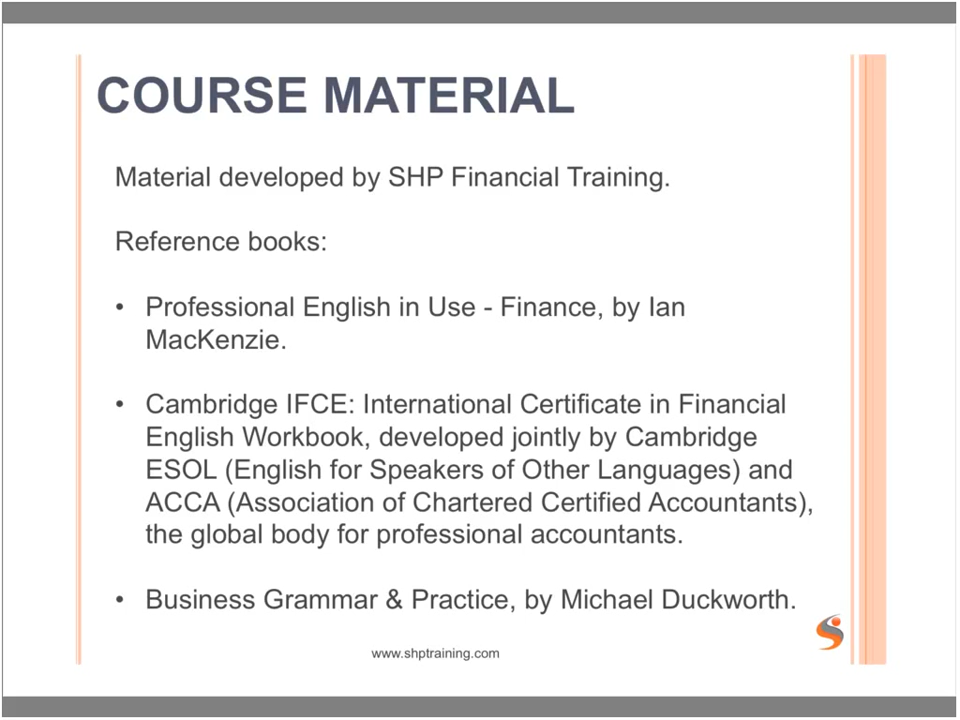 COURSE MATERIAL
Material developed by SHP Financial Training.
Reference books:
• Professional English in Use - Finance, by Ian
MacKenzie.
• Cambridge IFCE: International Certificate in Financial
English Workbook, developed jointly by Cambridge
ESOL (English for Speakers of Other Languages) and
ACCA (Association of Chartered Certified Accountants),
the global body for professional accountants.
• Business Grammar & Practice, by Michael Duckworth.
www.shptraining.com